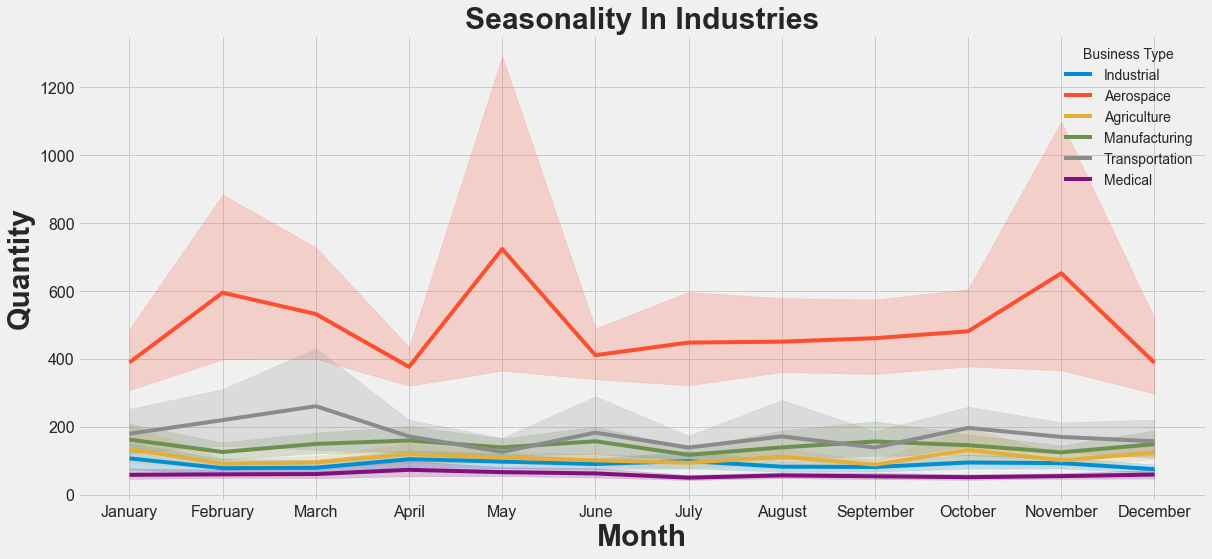 Seasonality In Industries
Business Type
Industrial
Aerospace
Agriculture
Manufacturing
Transportation
Medical
Quantity
1200
1000
800
600
400
200
0
January February March April May June July August September October November December
Month